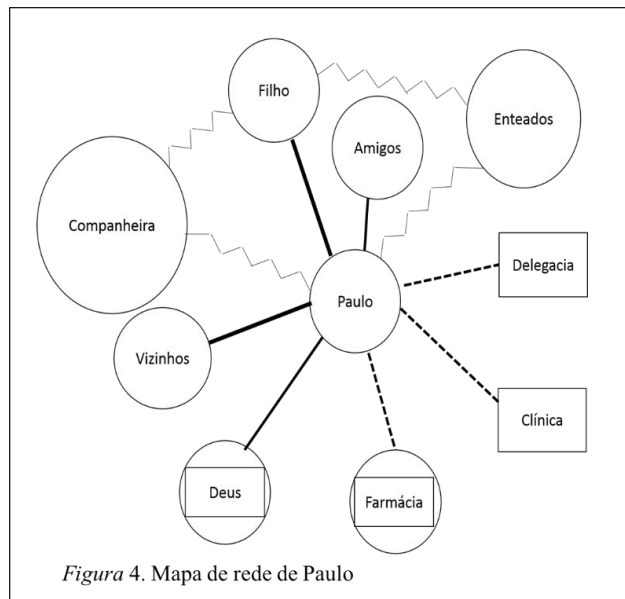 Filho
Enteados
Amigos
Companheira
Delegacia
Paulo
Vizinhos
Clínica
Deus
Farmácia
Figura 4. Mapa de rede de Paulo